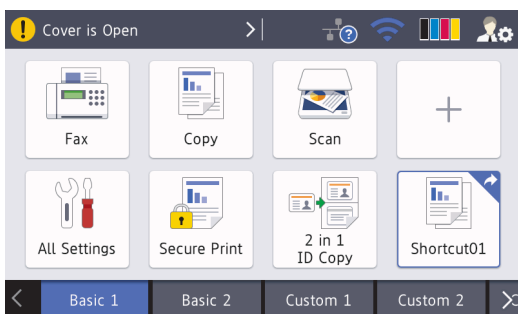 Cover is Open
Fax
Copy
Scan
All Settings
Secure Print
2 in 1
ID Copy
Shortcut01
Basic 1
Basic 2
Custom 1
Custom 2